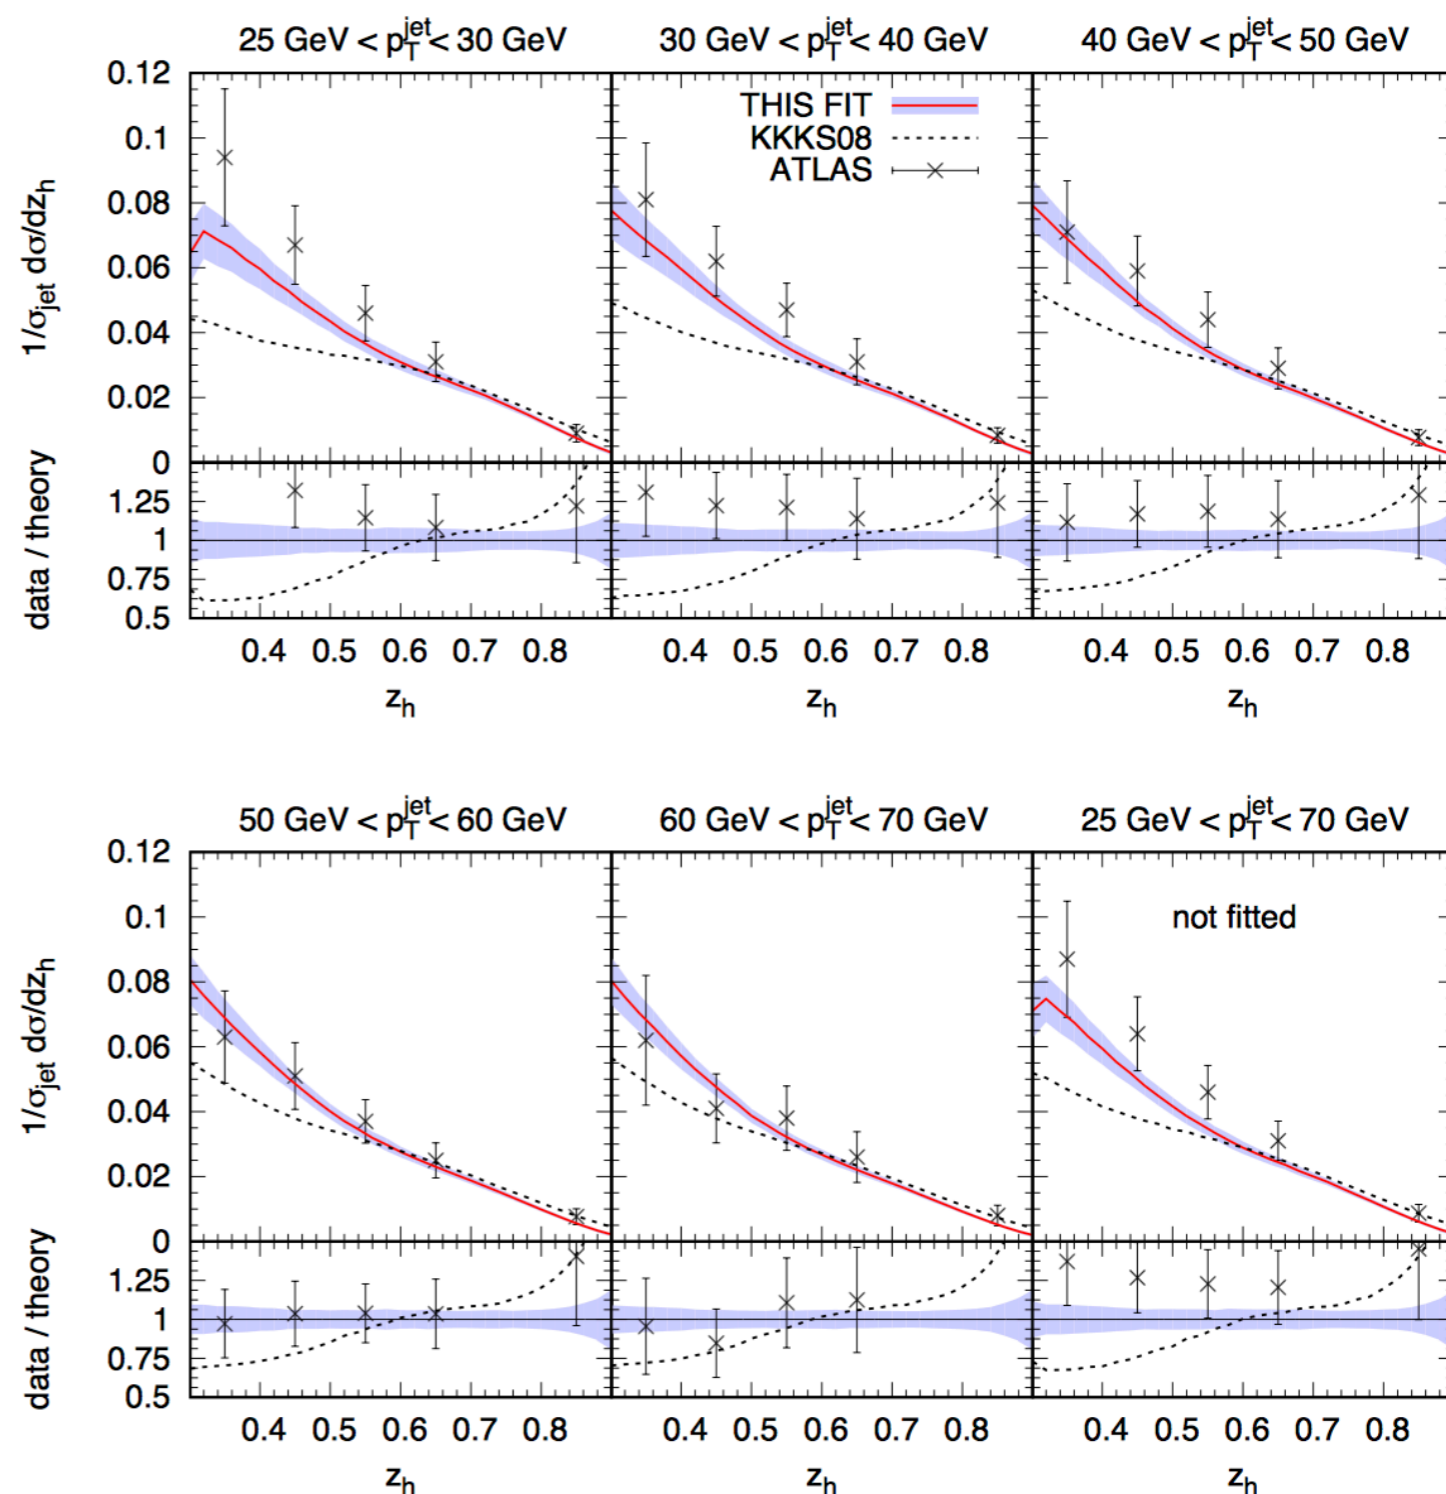 25 GeV < p_T^jet < 30 GeV
30 GeV < p_T^jet < 40 GeV
40 GeV < p_T^jet < 50 GeV
THIS FIT
KKKS08
ATLAS
1/σ_jet dσ/dz_h
0.12
0.1
0.08
0.06
0.04
0.02
0
data / theory
1.25
1
0.75
0.5
0.4 0.5 0.6 0.7 0.8
0.4 0.5 0.6 0.7 0.8
0.4 0.5 0.6 0.7 0.8
z_h
z_h
z_h
50 GeV < p_T^jet < 60 GeV
60 GeV < p_T^jet < 70 GeV
25 GeV < p_T^jet < 70 GeV
not fitted
1/σ_jet dσ/dz_h
0.12
0.1
0.08
0.06
0.04
0.02
0
data / theory
1.25
1
0.75
0.5
0.4 0.5 0.6 0.7 0.8
0.4 0.5 0.6 0.7 0.8
0.4 0.5 0.6 0.7 0.8
z_h
z_h
z_h